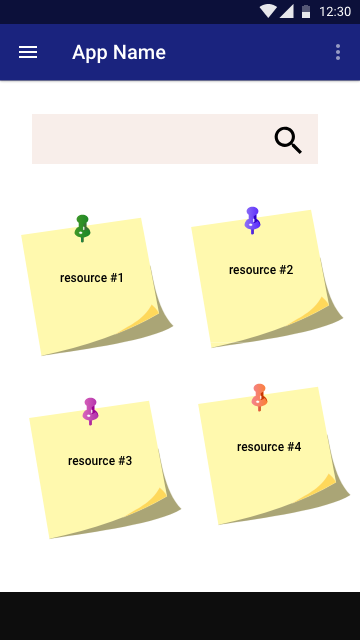 12:30
App Name
resource #1
resource #2
resource #3
resource #4